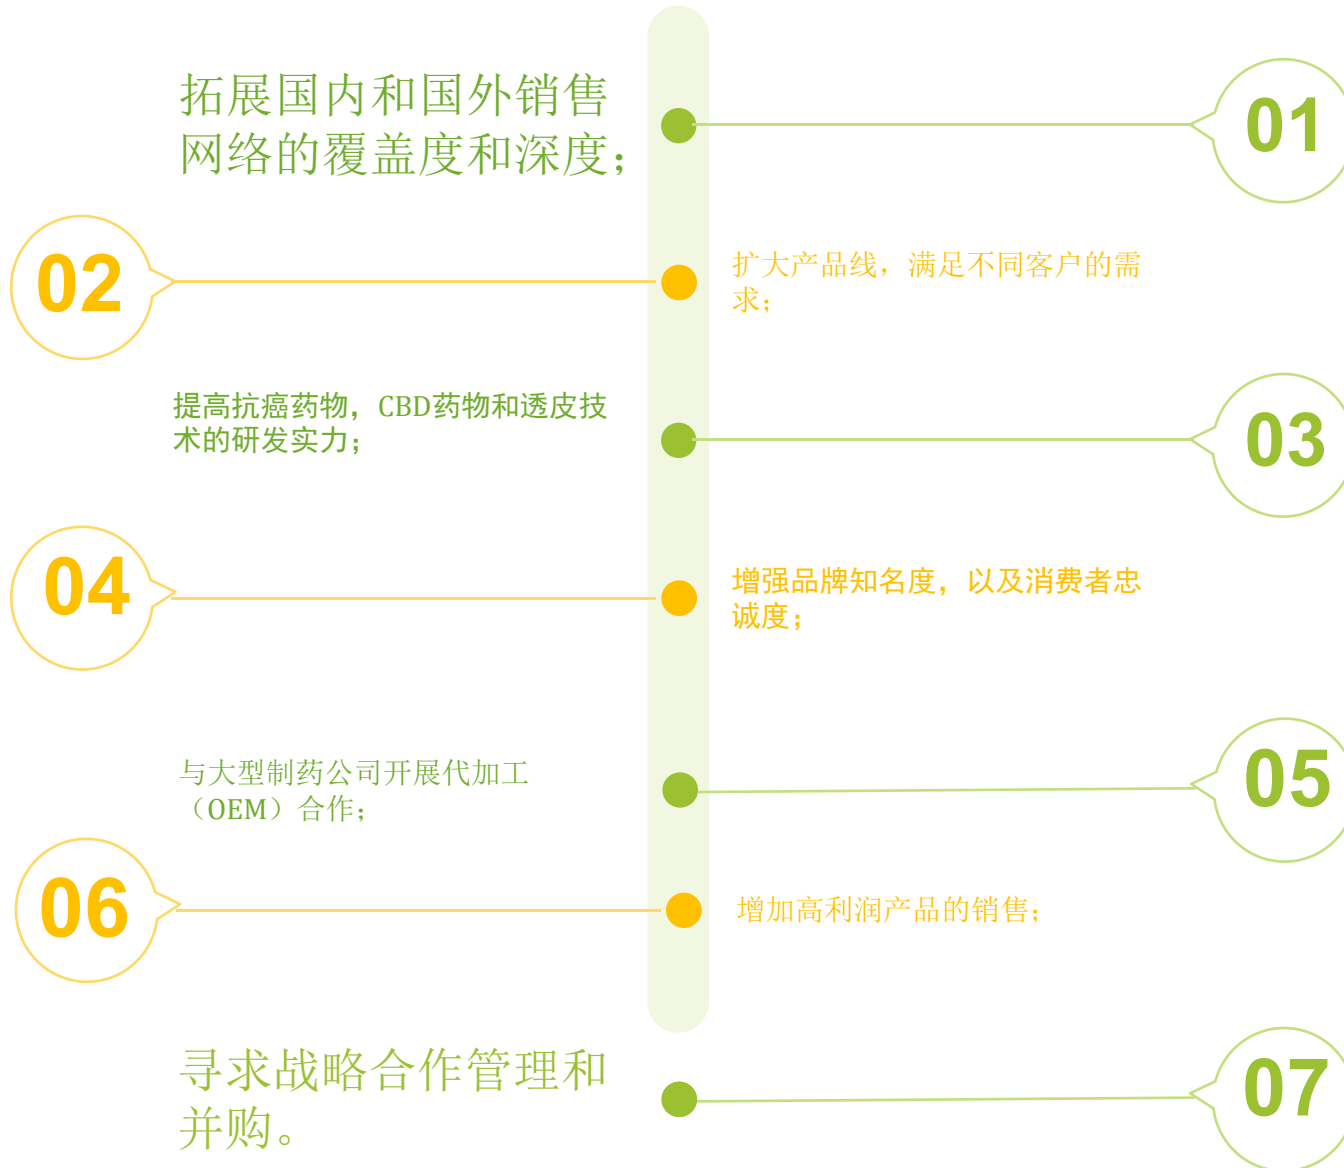 拓展国内和国外销售
网络的覆盖度和深度；
01
02
扩大产品线，满足不同客户的需
求；
提高抗癌药物，CBD药物和透皮技
术的研发实力；
03
04
增强品牌知名度，以及消费者忠
诚度；
与大型制药公司开展代加工
（OEM）合作；
05
06
增加高利润产品的销售；
寻求战略合作管理和
并购。
07